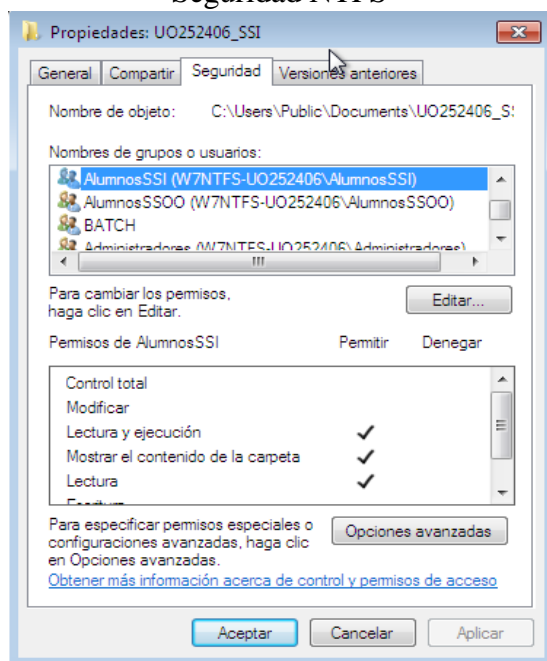 Seguridad NTFS
Propiedades: UO252406_SSI
General Compartir Seguridad Versiones anteriores
Nombre de objeto: C:\Users\Public\Documents\UO252406_S
Nombres de grupos o usuarios:
AlumnosSSI (W7NTFS-UO252406\AlumnosSSI)
AlumnosSSOO (W7NTFS-UO252406\AlumnosSSOO)
BATCH
Administradores (W7NTFS-UO252406\Administradores)
Para cambiar los permisos,
haga clic en Editar.
Editar...
Permisos de AlumnosSSI Permitir Denegar
Control total
Modificar
Lectura y ejecución
Mostrar el contenido de la carpeta
Lectura
Escritura
Para especificar permisos especiales o
configuraciones avanzadas, haga clic
en Opciones avanzadas.
Opciones avanzadas
Obtener más información acerca de control y permisos de acceso
Aceptar Cancelar Aplicar